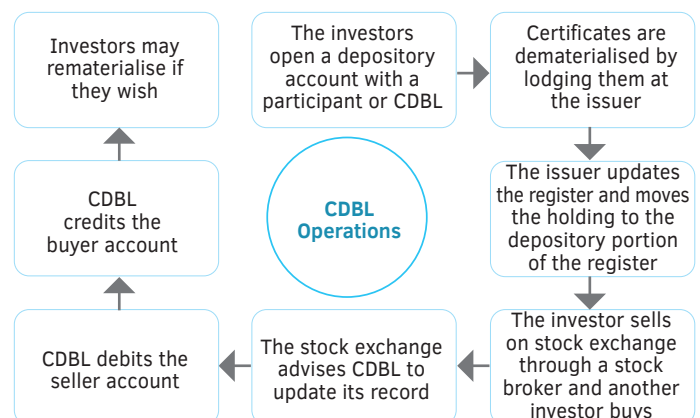 Investors may
rematerialise if
they wish
The investors
open a depository
account with a
participant or CDBL
Certificates are
dematerialised by
lodging them at
the issuer
CDBL
credits the
buyer account
CDBL
Operations
The issuer updates
the register and moves
the holding to the
depository portion
of the register
CDBL debits the
seller account
The stock exchange
advises CDBL to
update its record
The investor sells
on stock exchange
through a stock
broker and another
investor buys